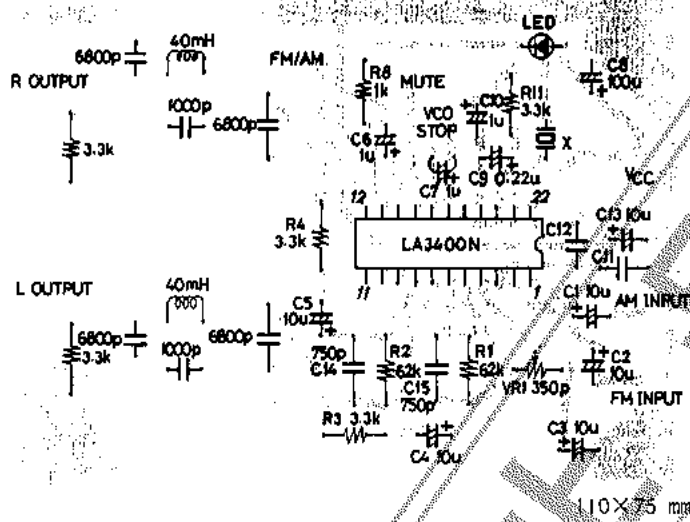 LED
6800p
40mH
R OUTPUT
FM/AM
R8
1k
MUTE
C8
100u
1000p
6800p
3.3k
C6
1u
VCO
STOP
C10
1u
R11
3.3k
X
C7 1u
C9 0.22u
VCC
12
22
R4
3.3k
LA3400N
C12
C13 10u
C11
11
1
L OUTPUT
40mH
C5
10u
C1 10u
AM INPUT
6800p
1000p
6800p
3.3k
750p
C14
R2
62k
C15
750p
R1
62k
VR1 350p
C2
10u
FM INPUT
R3 3.3k
C4 10u
C3 10u
110×75 mm